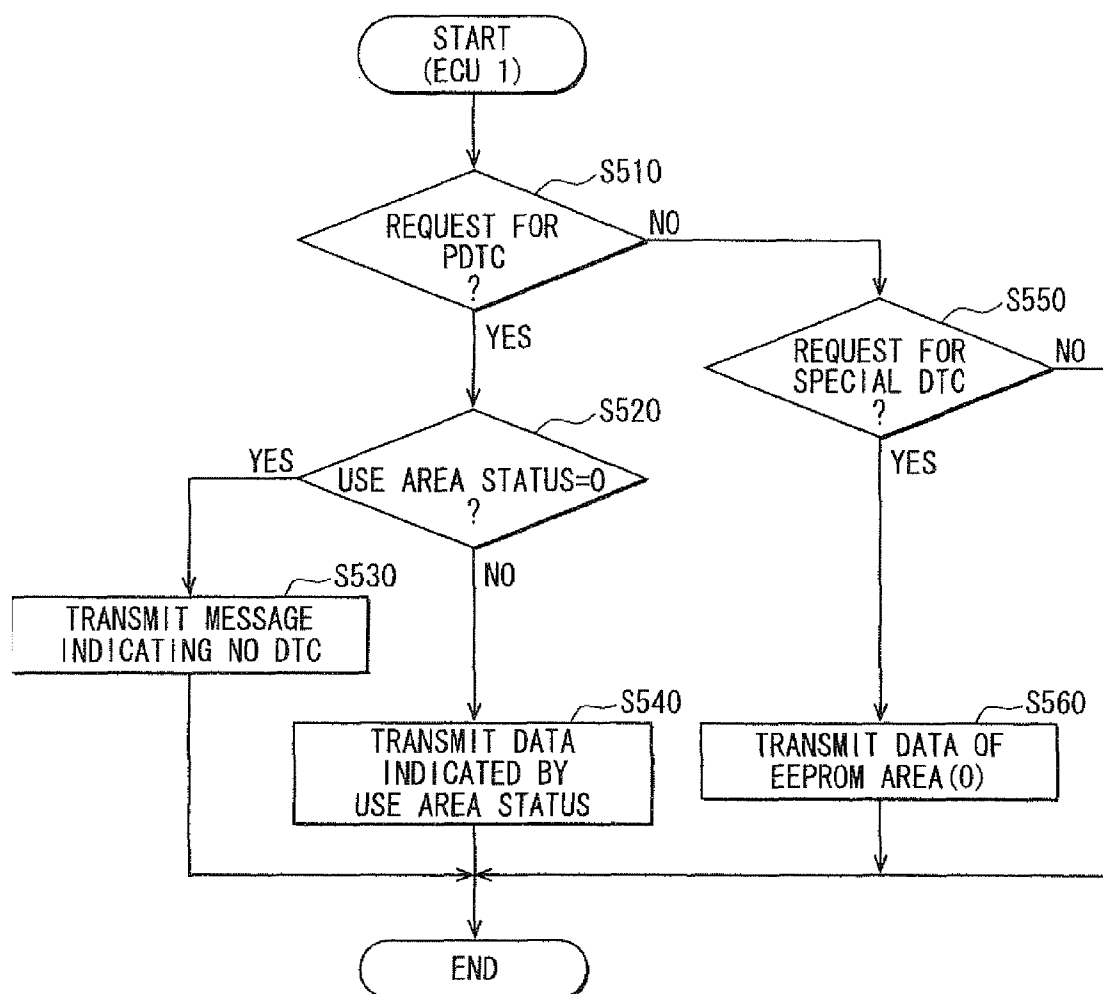 START
(ECU 1)
S510
REQUEST FOR
PDTC
?
NO
YES
S550
REQUEST FOR
SPECIAL DTC
?
NO
YES
S520
USE AREA STATUS=0
?
YES
NO
S530
TRANSMIT MESSAGE
INDICATING NO DTC
S540
TRANSMIT DATA
INDICATED BY
USE AREA STATUS
S560
TRANSMIT DATA OF
EEPROM AREA(0)
END